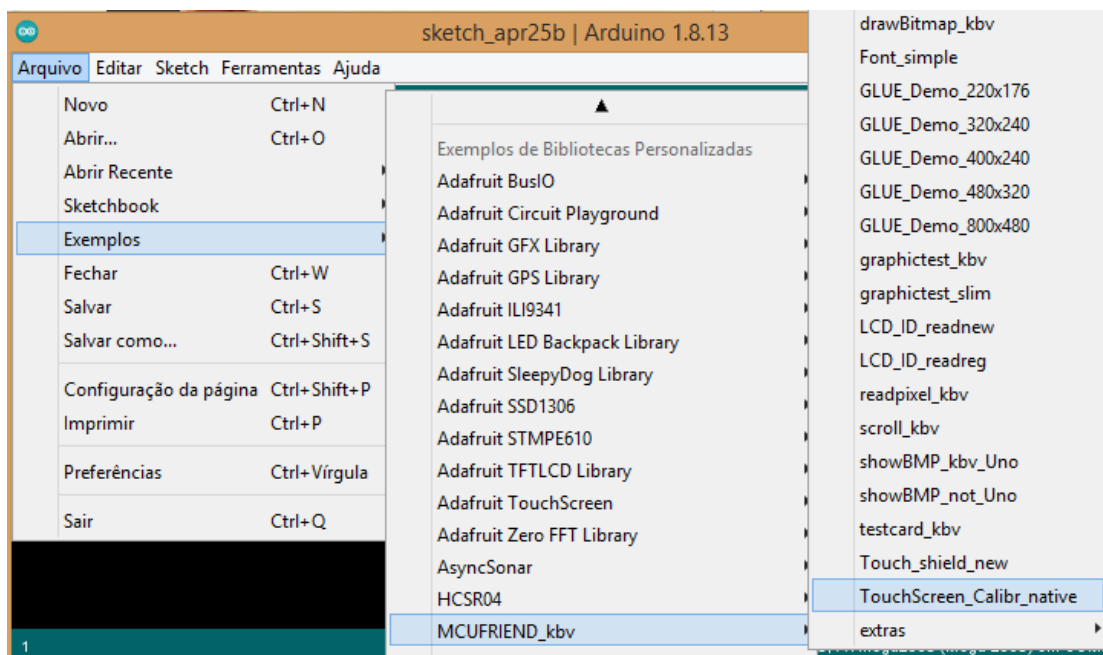 sketch_apr25b | Arduino 1.8.13
Arquivo Editar Sketch Ferramentas Ajuda
Novo Ctrl+N
Abrir... Ctrl+O
Abrir Recente
Sketchbook
Exemplos
Fechar Ctrl+W
Salvar Ctrl+S
Salvar como... Ctrl+Shift+S
Configuração da página Ctrl+Shift+P
Imprimir Ctrl+P
Preferências Ctrl+Vírgula
Sair Ctrl+Q
1
Exemplos de Bibliotecas Personalizadas
Adafruit BusIO
Adafruit Circuit Playground
Adafruit GFX Library
Adafruit GPS Library
Adafruit ILI9341
Adafruit LED Backpack Library
Adafruit SleepyDog Library
Adafruit SSD1306
Adafruit STMPE610
Adafruit TFTLCD Library
Adafruit TouchScreen
Adafruit Zero FFT Library
AsyncSonar
HCSR04
MCUFRIEND_kbv
drawBitmap_kbv
Font_simple
GLUE_Demo_220x176
GLUE_Demo_320x240
GLUE_Demo_400x240
GLUE_Demo_480x320
GLUE_Demo_800x480
graphictest_kbv
graphictest_slim
LCD_ID_readnew
LCD_ID_readreg
readpixel_kbv
scroll_kbv
showBMP_kbv_Uno
showBMP_not_Uno
testcard_kbv
Touch_shield_new
TouchScreen_Calibr_native
extras